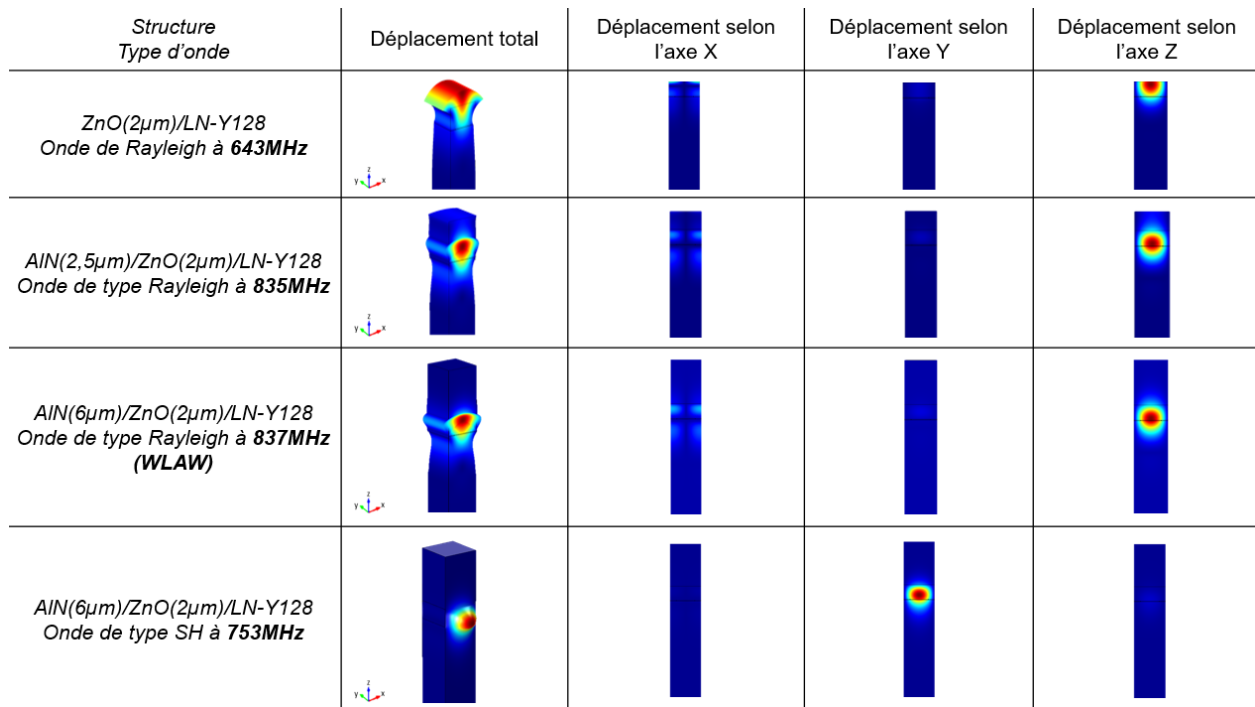 Structure
Type d'onde
Déplacement total
Déplacement selon
l'axe X
Déplacement selon
l'axe Y
Déplacement selon
l'axe Z
ZnO(2µm)/LN-Y128
Onde de Rayleigh à 643MHz
z
y
x
AlN(2,5µm)/ZnO(2µm)/LN-Y128
Onde de type Rayleigh à 835MHz
z
y
x
AlN(6µm)/ZnO(2µm)/LN-Y128
Onde de type Rayleigh à 837MHz
(WLAW)
z
y
x
AlN(6µm)/ZnO(2µm)/LN-Y128
Onde de type SH à 753MHz
z
y
x